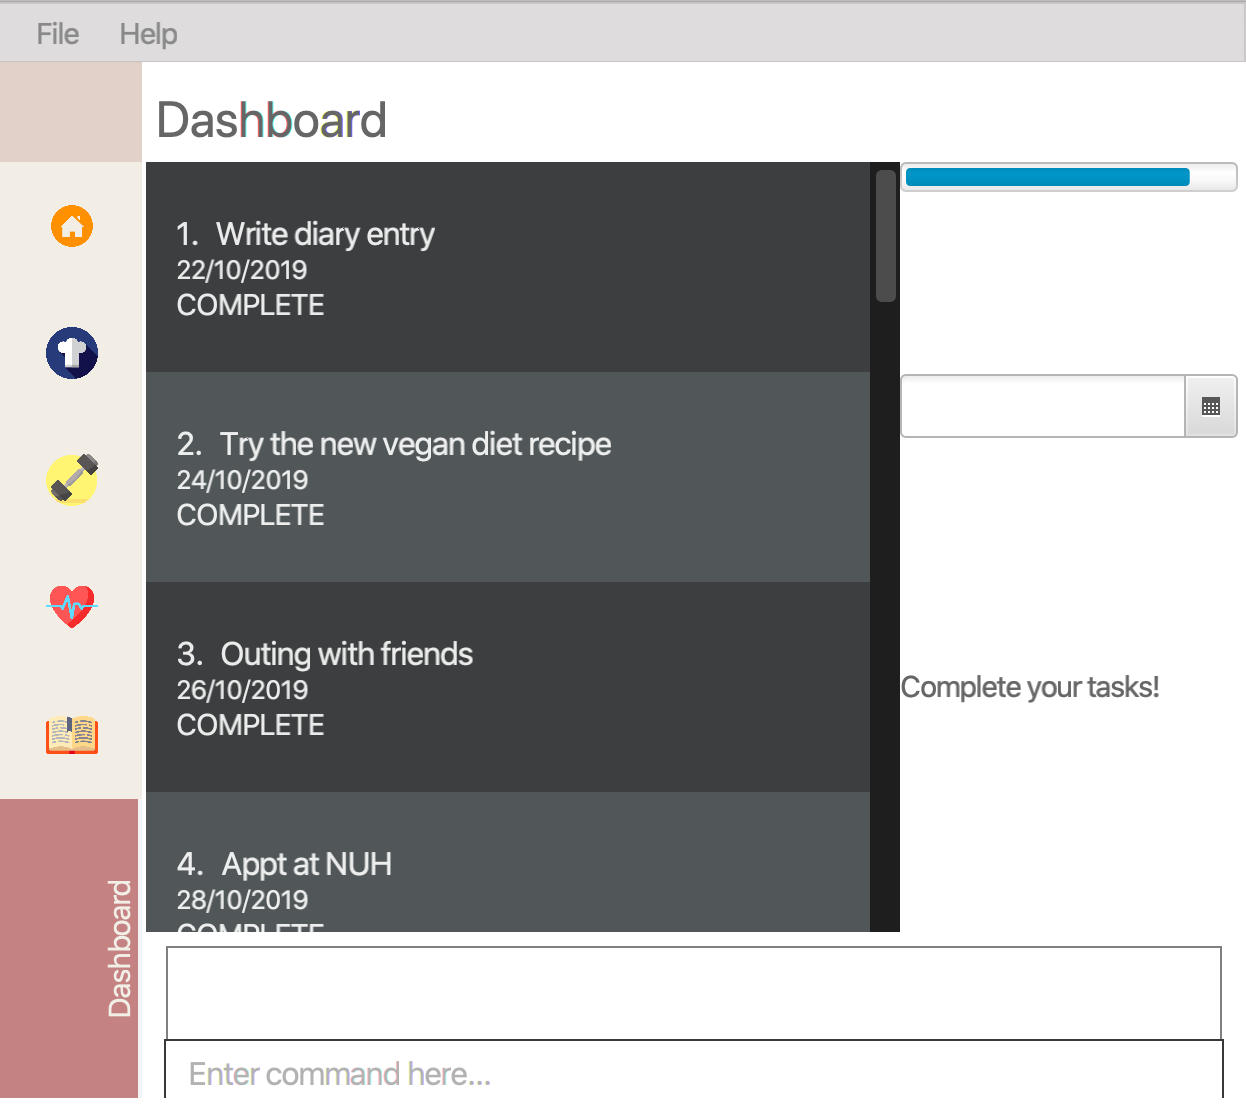 File Help
Dashboard
1. Write diary entry
22/10/2019
COMPLETE
2. Try the new vegan diet recipe
24/10/2019
COMPLETE
3. Outing with friends
26/10/2019
COMPLETE
4. Appt at NUH
28/10/2019
COMPLETE
Complete your tasks!
Dashboard
Enter command here...